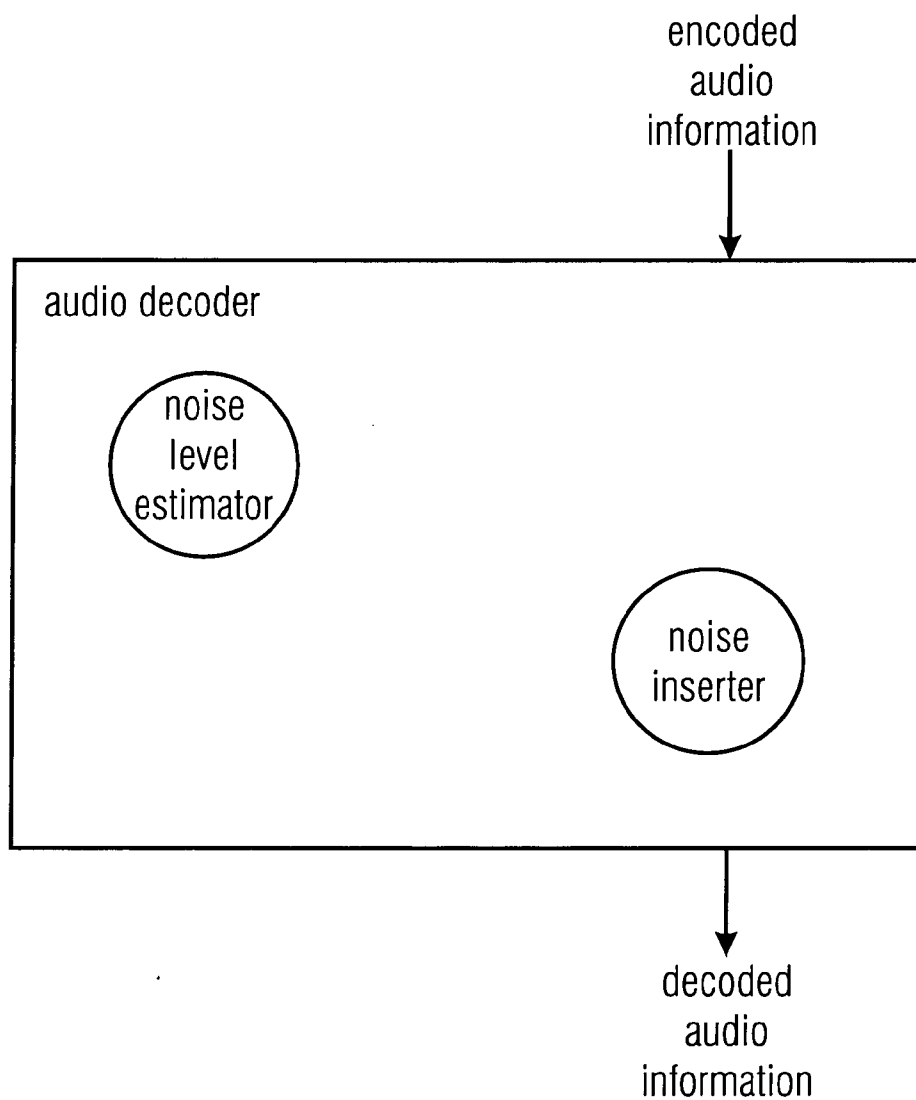 encoded
audio
information
audio decoder
noise
level
estimator
noise
inserter
decoded
audio
information